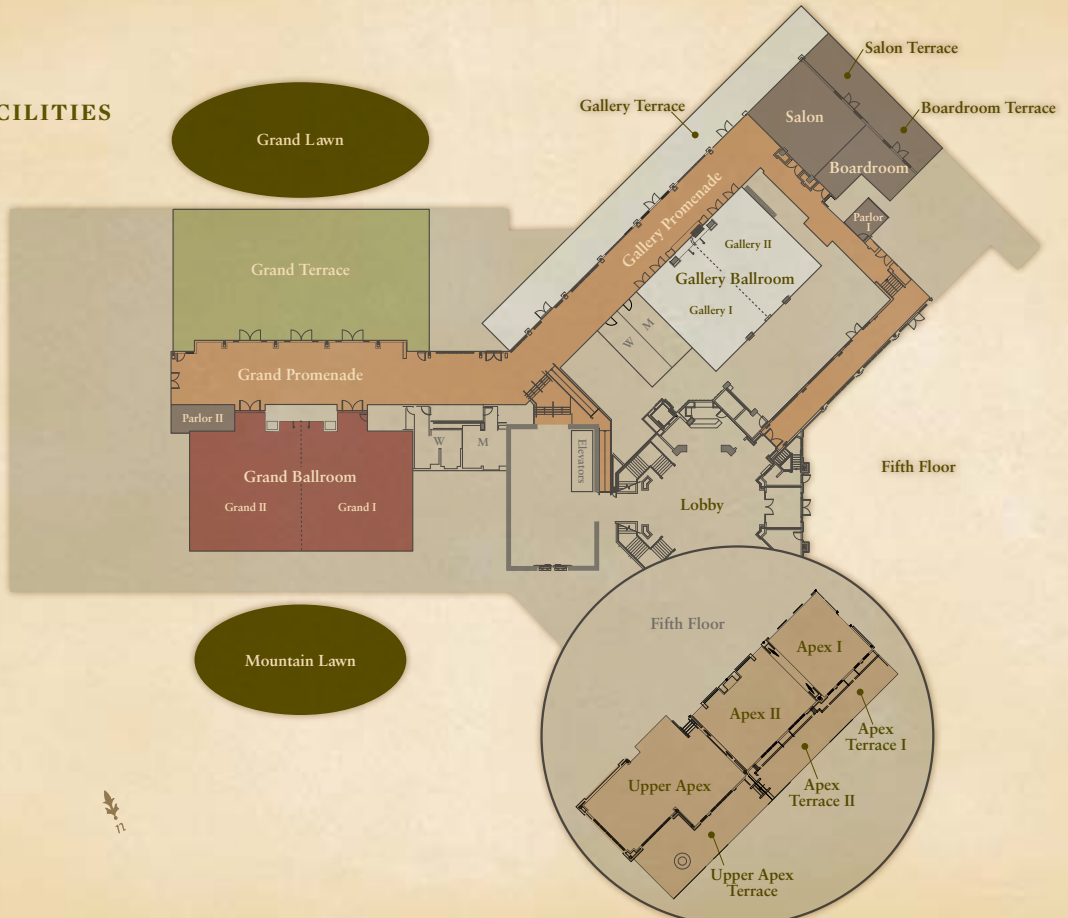 CILITIES
Grand Lawn
Salon Terrace
Gallery Terrace
Boardroom Terrace
Salon
Boardroom
Parlor
I
Gallery Promenade
Gallery II
Gallery Ballroom
Gallery I
W
M
Grand Terrace
Grand Promenade
Parlor II
W
M
Elevators
Grand Ballroom
Grand II
Grand I
Lobby
Fifth Floor
Mountain Lawn
Fifth Floor
Apex I
Apex II
Apex
Terrace I
Upper Apex
Apex
Terrace II
Upper Apex
Terrace
n